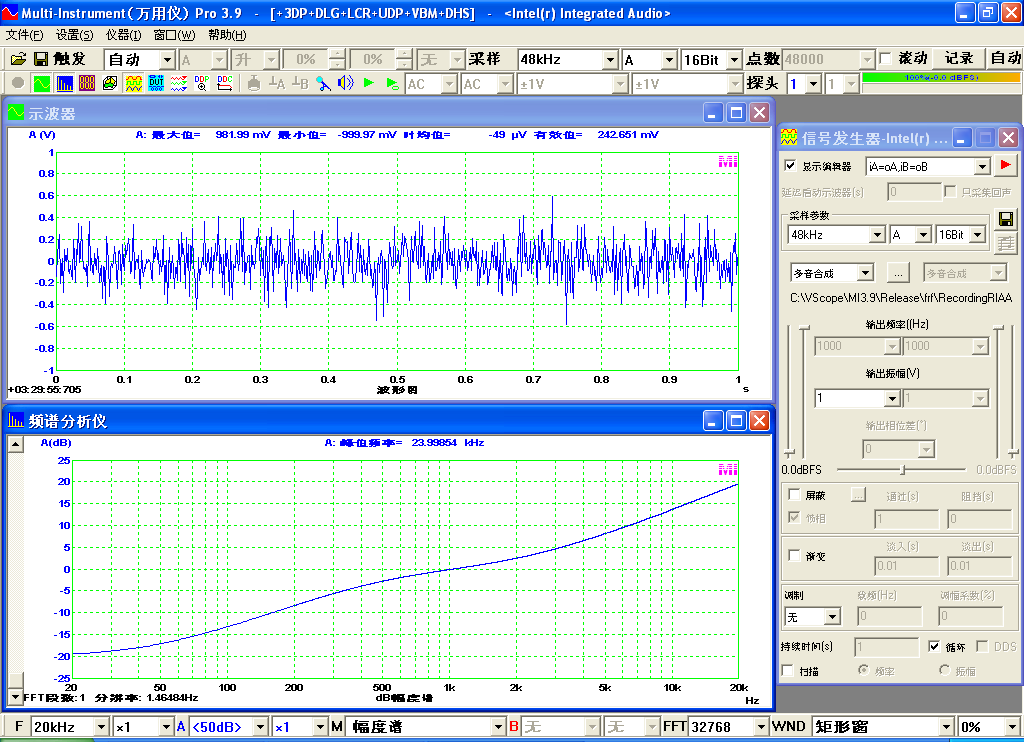 Multi-Instrument(万用仪) Pro 3.9 - [+3DP+DLG+LCR+UDP+VBM+DHS] - <Intel(r) Integrated Audio>
文件(F) 设置(S) 仪器(I) 窗口(W) 帮助(H)
触发 自动 A 升 0% 0% 无 采样 48kHz A 16Bit 点数 48000 滚动 记录 自动
AC AC ±1V ±1V 探头 1 1 100%=0.0 dBFS)
示波器
A (V) A: 最大值= 981.99 mV 最小值= -999.97 mV 时均值= -49 µV 有效值= 242.651 mV
MI
1
0.8
0.6
0.4
0.2
0
-0.2
-0.4
-0.6
-0.8
-1
0 0.1 0.2 0.3 0.4 0.5 0.6 0.7 0.8 0.9 1
+03:29:55:705 波形图 s
频谱分析仪
A(dB) A: 峰值频率= 23.99854 kHz
MI
25
20
15
10
5
0
-5
-10
-15
-20
-25
20 50 100 200 500 1k 2k 5k 10k 20k
FFT段数:1 分辨率: 1.46484Hz dB幅度谱 Hz
信号发生器-Intel(r) ...
显示编辑器 iA=oA,iB=oB
延迟启动示波器(s) 0 只采集回声
采样参数
48kHz A 16Bit
多音合成 ... 多音合成
C:\VScope\MI3.9\Release\frf\RecordingRIAA
输出频率((Hz)
1000 1000
输出振幅(V)
1 1
输出相位差(°)
0
0.0dBFS 0.0dBFS
屏蔽 ... 通过(s) 阻挡(s)
锁相 1 0
渐变 淡入(s) 淡出(s)
0.01 0.01
调制 载频(Hz) 调幅系数(%)
无 0 0
持续时间(s) 1 循环 DDS
扫描 频率 振幅
F 20kHz ×1 A <50dB> ×1 M 幅度谱 B 无 无 FFT 32768 WND 矩形窗 0%